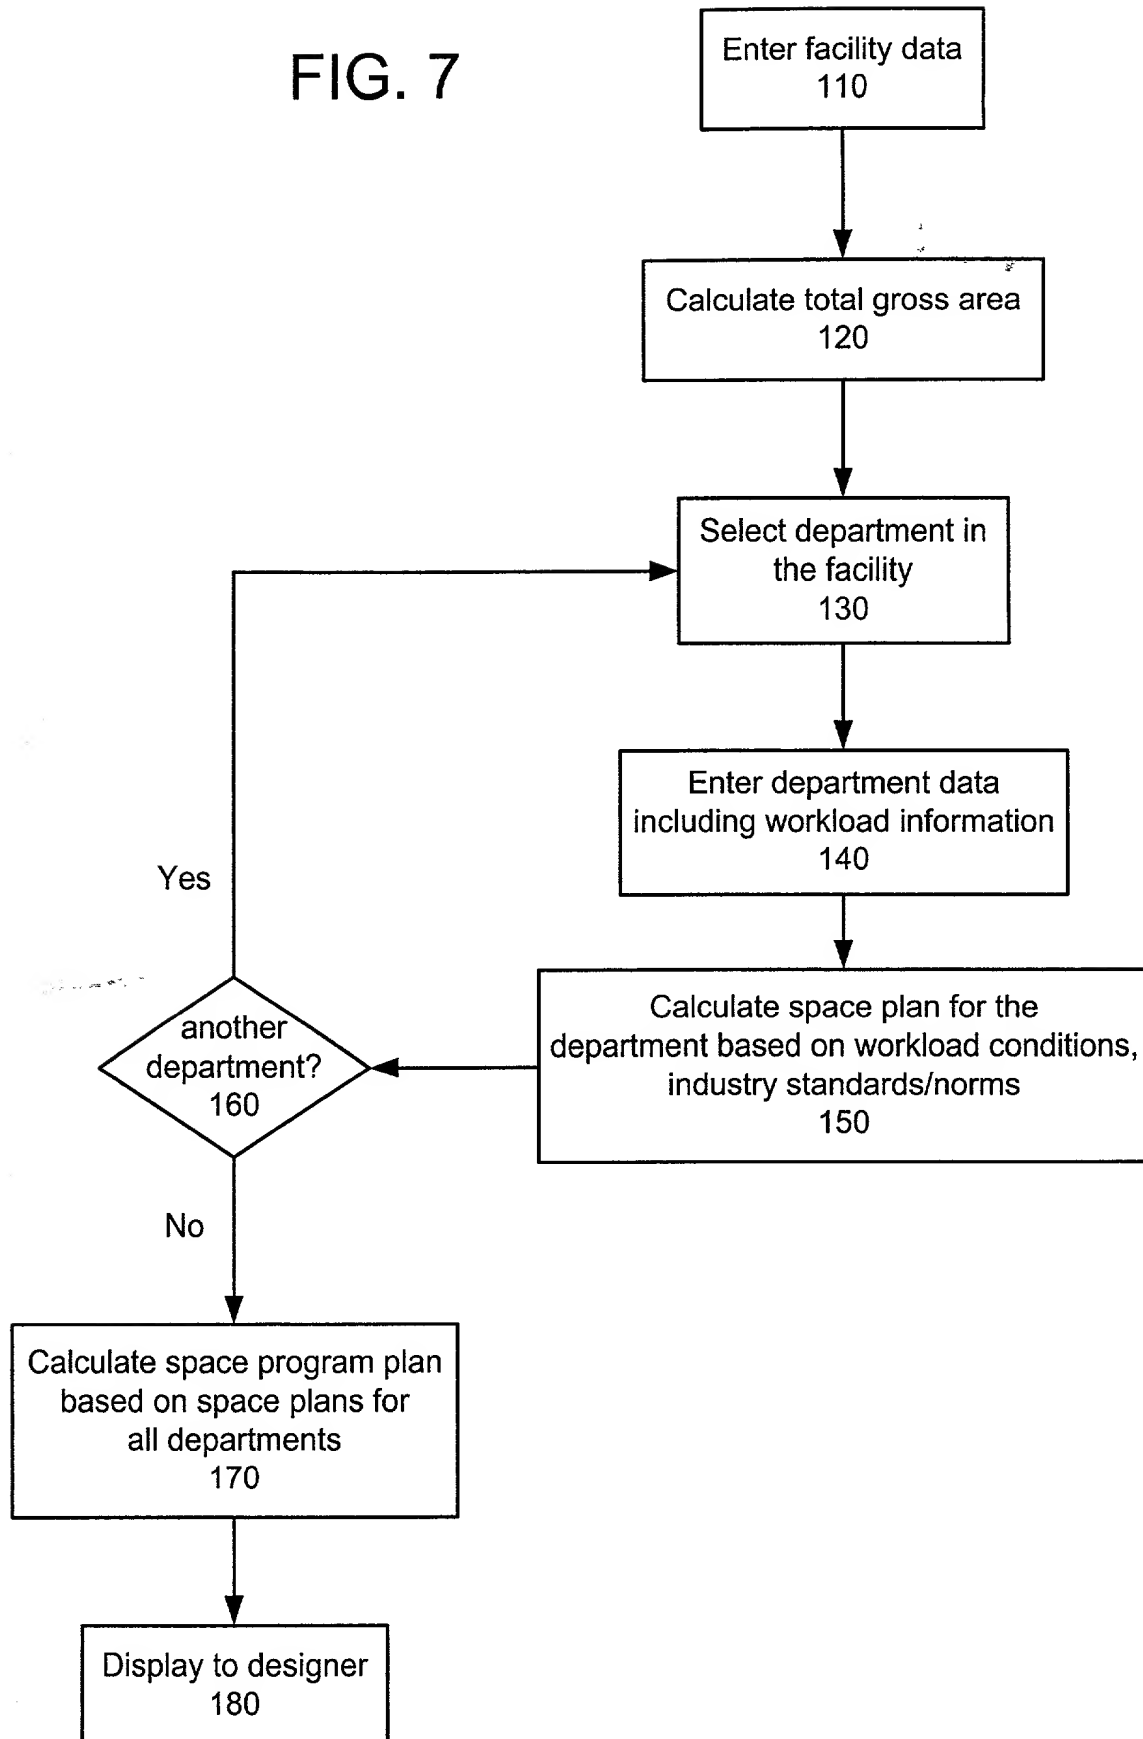 FIG. 7
Enter facility data
110
Calculate total gross area
120
Select department in
the facility
130
Enter department data
including workload information
140
Yes
Calculate space plan for the
department based on workload conditions,
industry standards/norms
150
another
department?
160
No
Calculate space program plan
based on space plans for
all departments
170
Display to designer
180